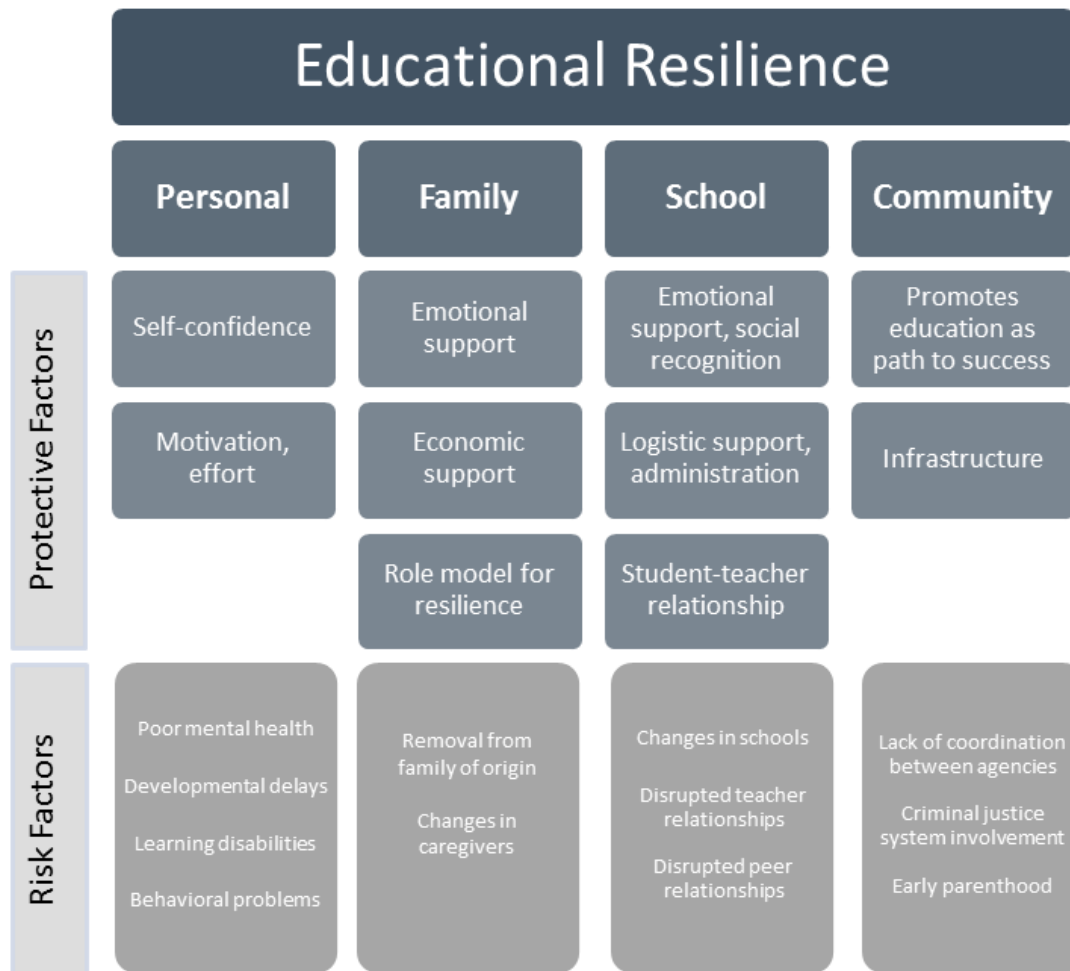 Educational Resilience
Personal
Family
School
Community
Protective Factors
Self-confidence
Emotional
support
Emotional
support, social
recognition
Promotes
education as
path to success
Motivation,
effort
Economic
support
Logistic support,
administration
Infrastructure
Role model for
resilience
Student-teacher
relationship
Risk Factors
Poor mental health
Developmental delays
Learning disabilities
Behavioral problems
Removal from
family of origin
Changes in
caregivers
Changes in schools
Disrupted teacher
relationships
Disrupted peer
relationships
Lack of coordination
between agencies
Criminal justice
system involvement
Early parenthood